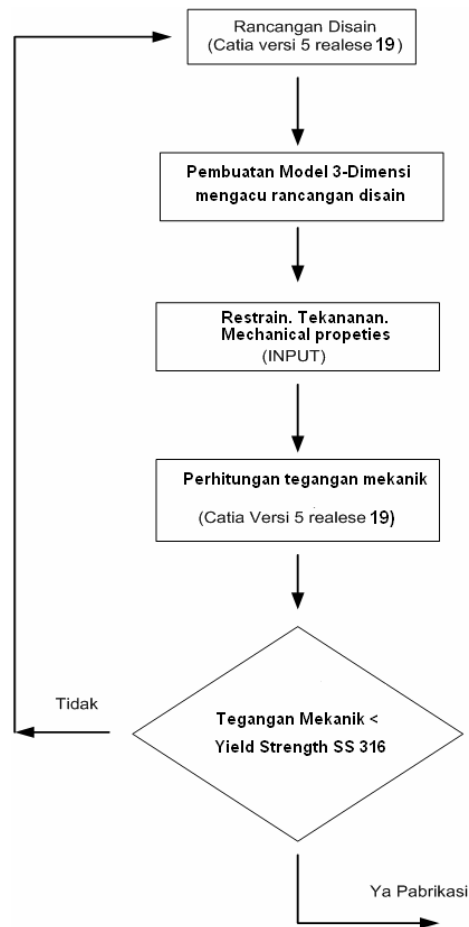 Rancangan Disain
(Catia versi 5 realese 19)
Pembuatan Model 3-Dimensi
mengacu rancangan disain
Restrain. Tekananan.
Mechanical propeties
(INPUT)
Perhitungan tegangan mekanik
(Catia Versi 5 realese 19)
Tidak
Tegangan Mekanik <
Yield Strength SS 316
Ya Pabrikasi